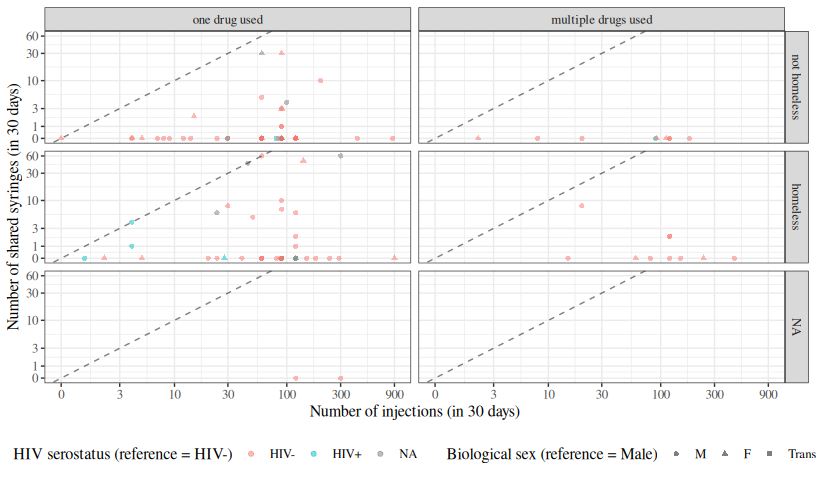 one drug used multiple drugs used
60
30
10
3
1
0
not homeless
60
30
10
3
1
0
homeless
60
30
10
3
1
0
NA
Number of shared syringes (in 30 days)
0 3 10 30 100 300 900 0 3 10 30 100 300 900
Number of injections (in 30 days)
HIV serostatus (reference = HIV-) HIV- HIV+ NA Biological sex (reference = Male) M F Trans